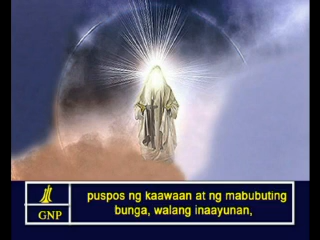 puspos ng kaawaan at ng mabubuting
bunga, walang inaayunan,
GNP